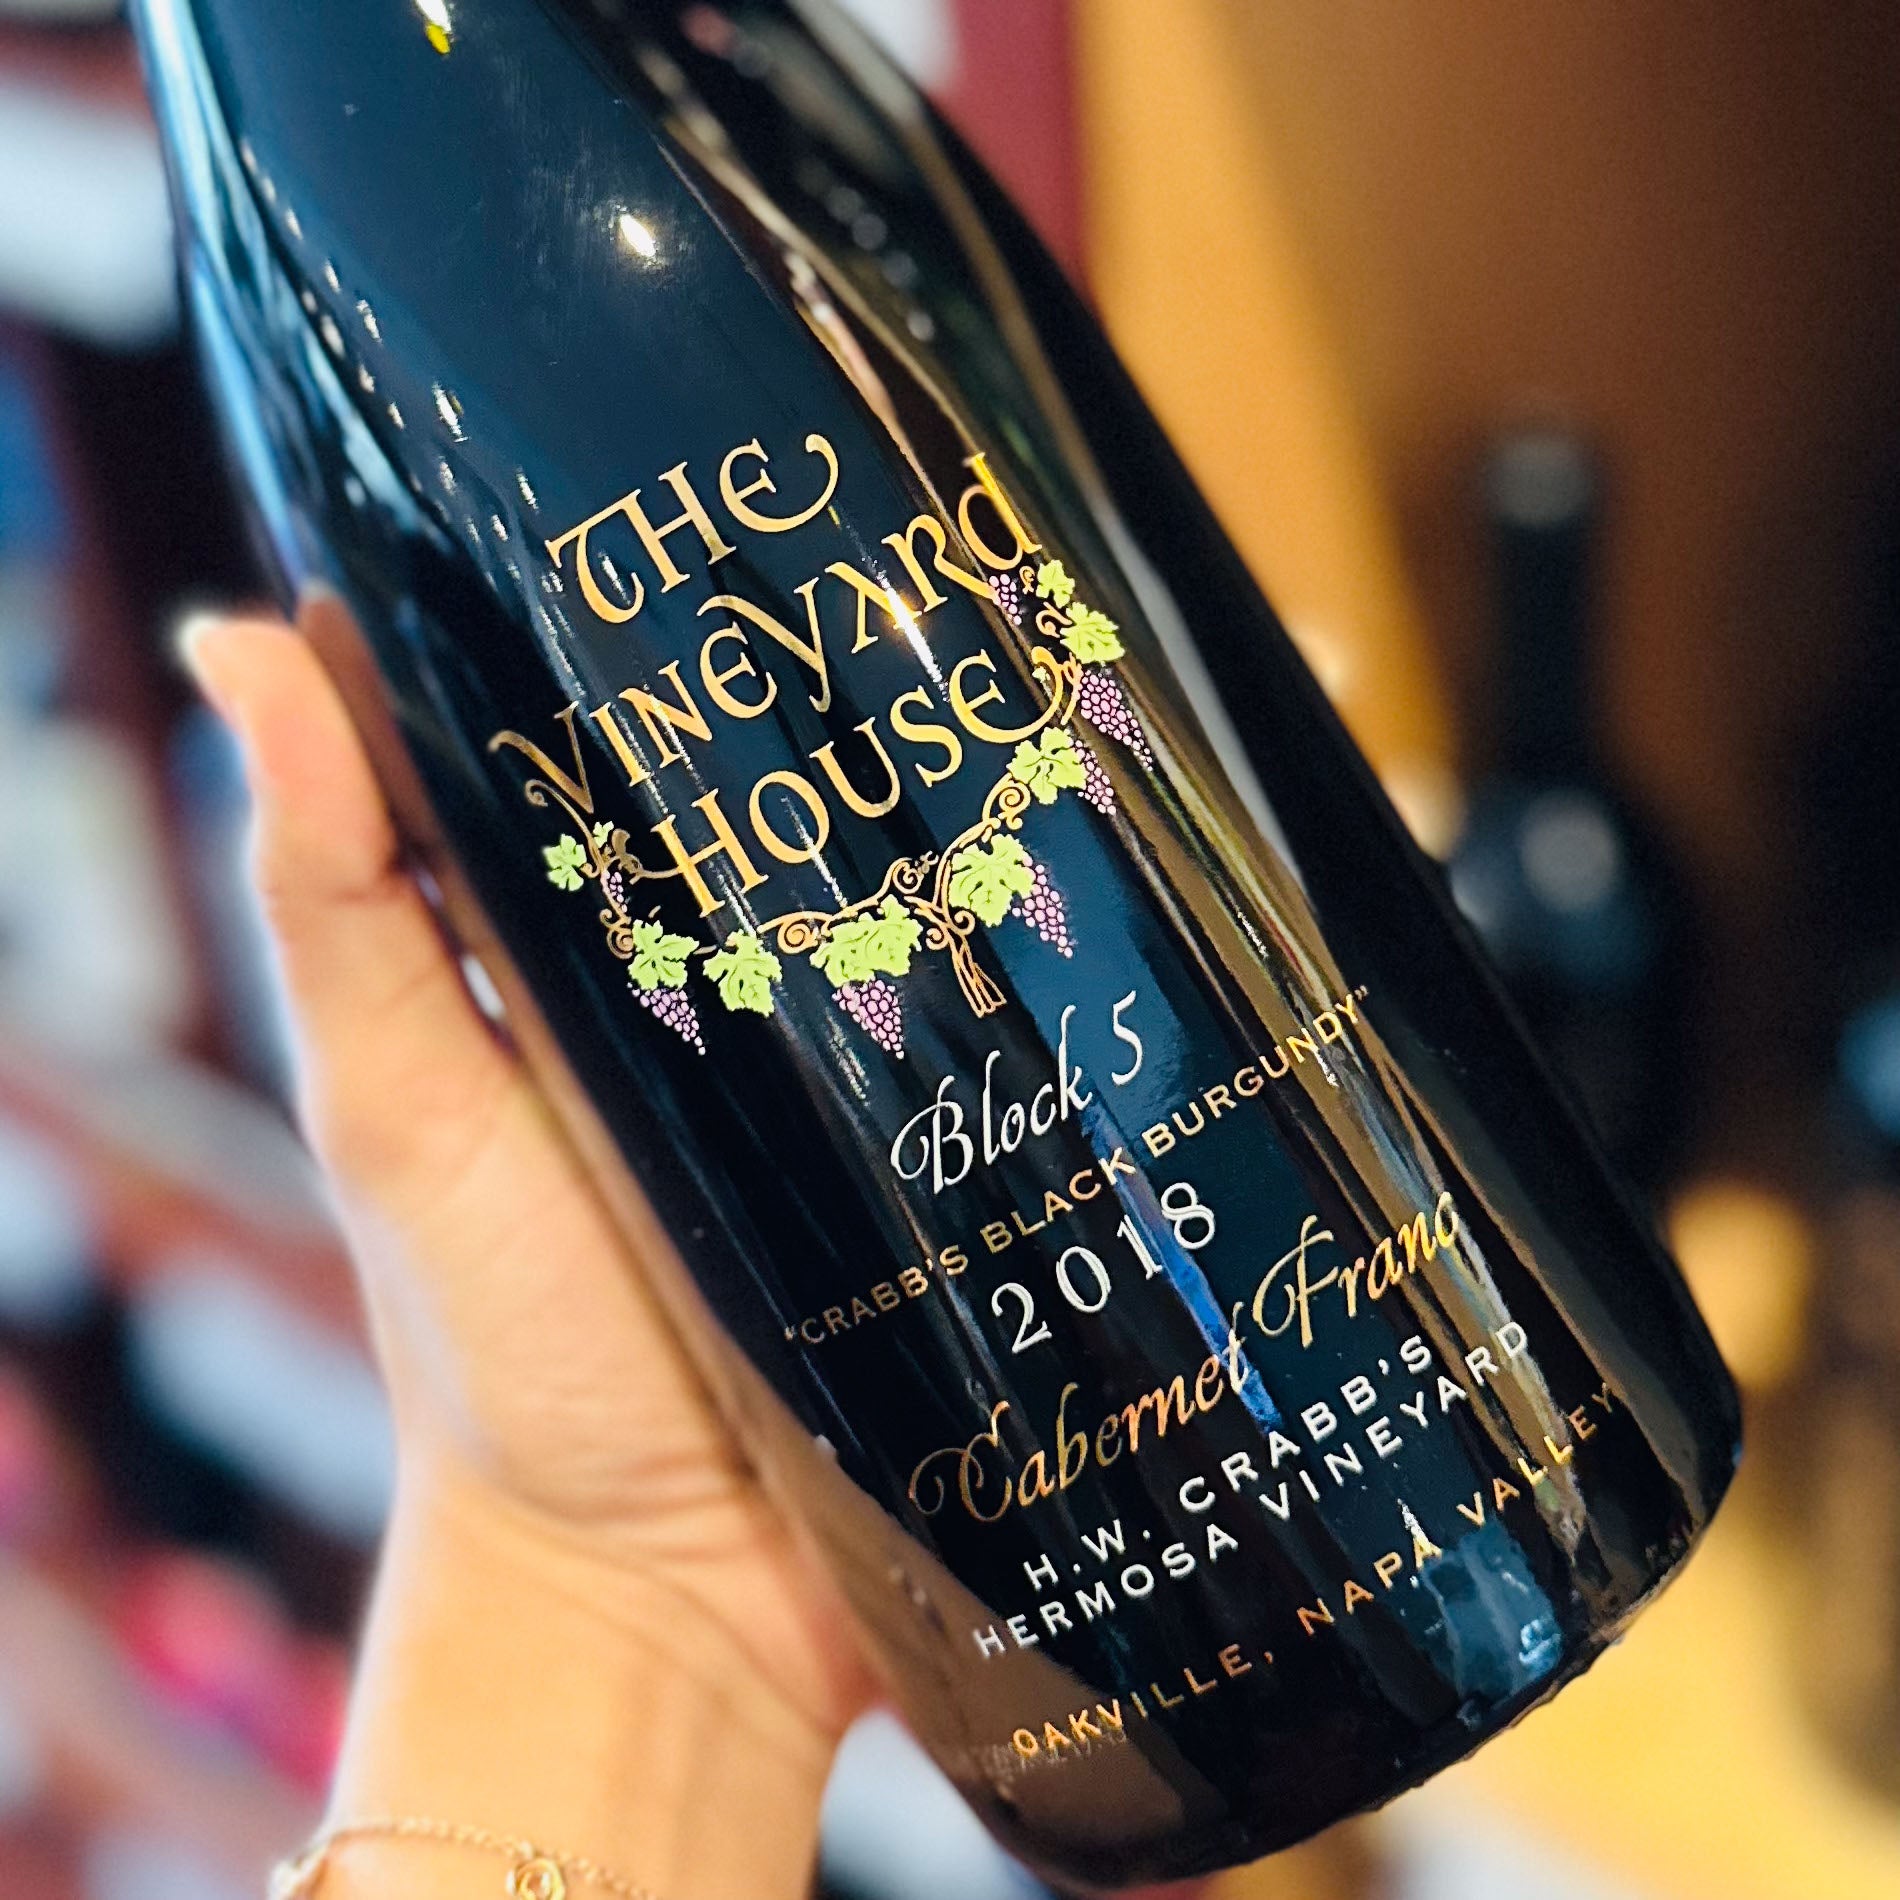 THE
VINEYARD
HOUSE
Block 5
"CRABB'S BLACK BURGUNDY"
2018
Cabernet Franc
H.W. CRABB'S
HERMOSA VINEYARD
OAKVILLE, NAPA VALLEY